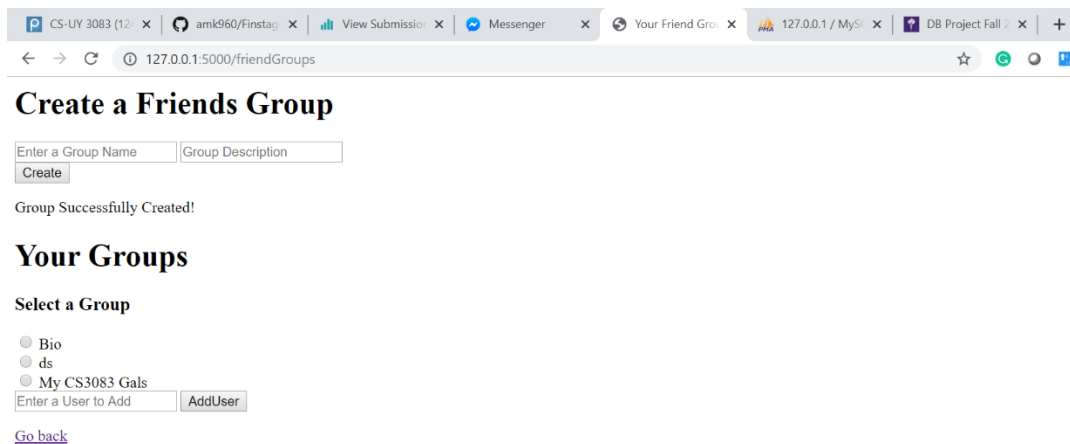 CS-UY 3083 (12 amk960/Finstag View Submission Messenger Your Friend Gro 127.0.0.1 / MyS DB Project Fall 2
127.0.0.1:5000/friendGroups
Create a Friends Group
Enter a Group Name Group Description
Create
Group Successfully Created!
Your Groups
Select a Group
Bio
ds
My CS3083 Gals
Enter a User to Add AddUser
Go back